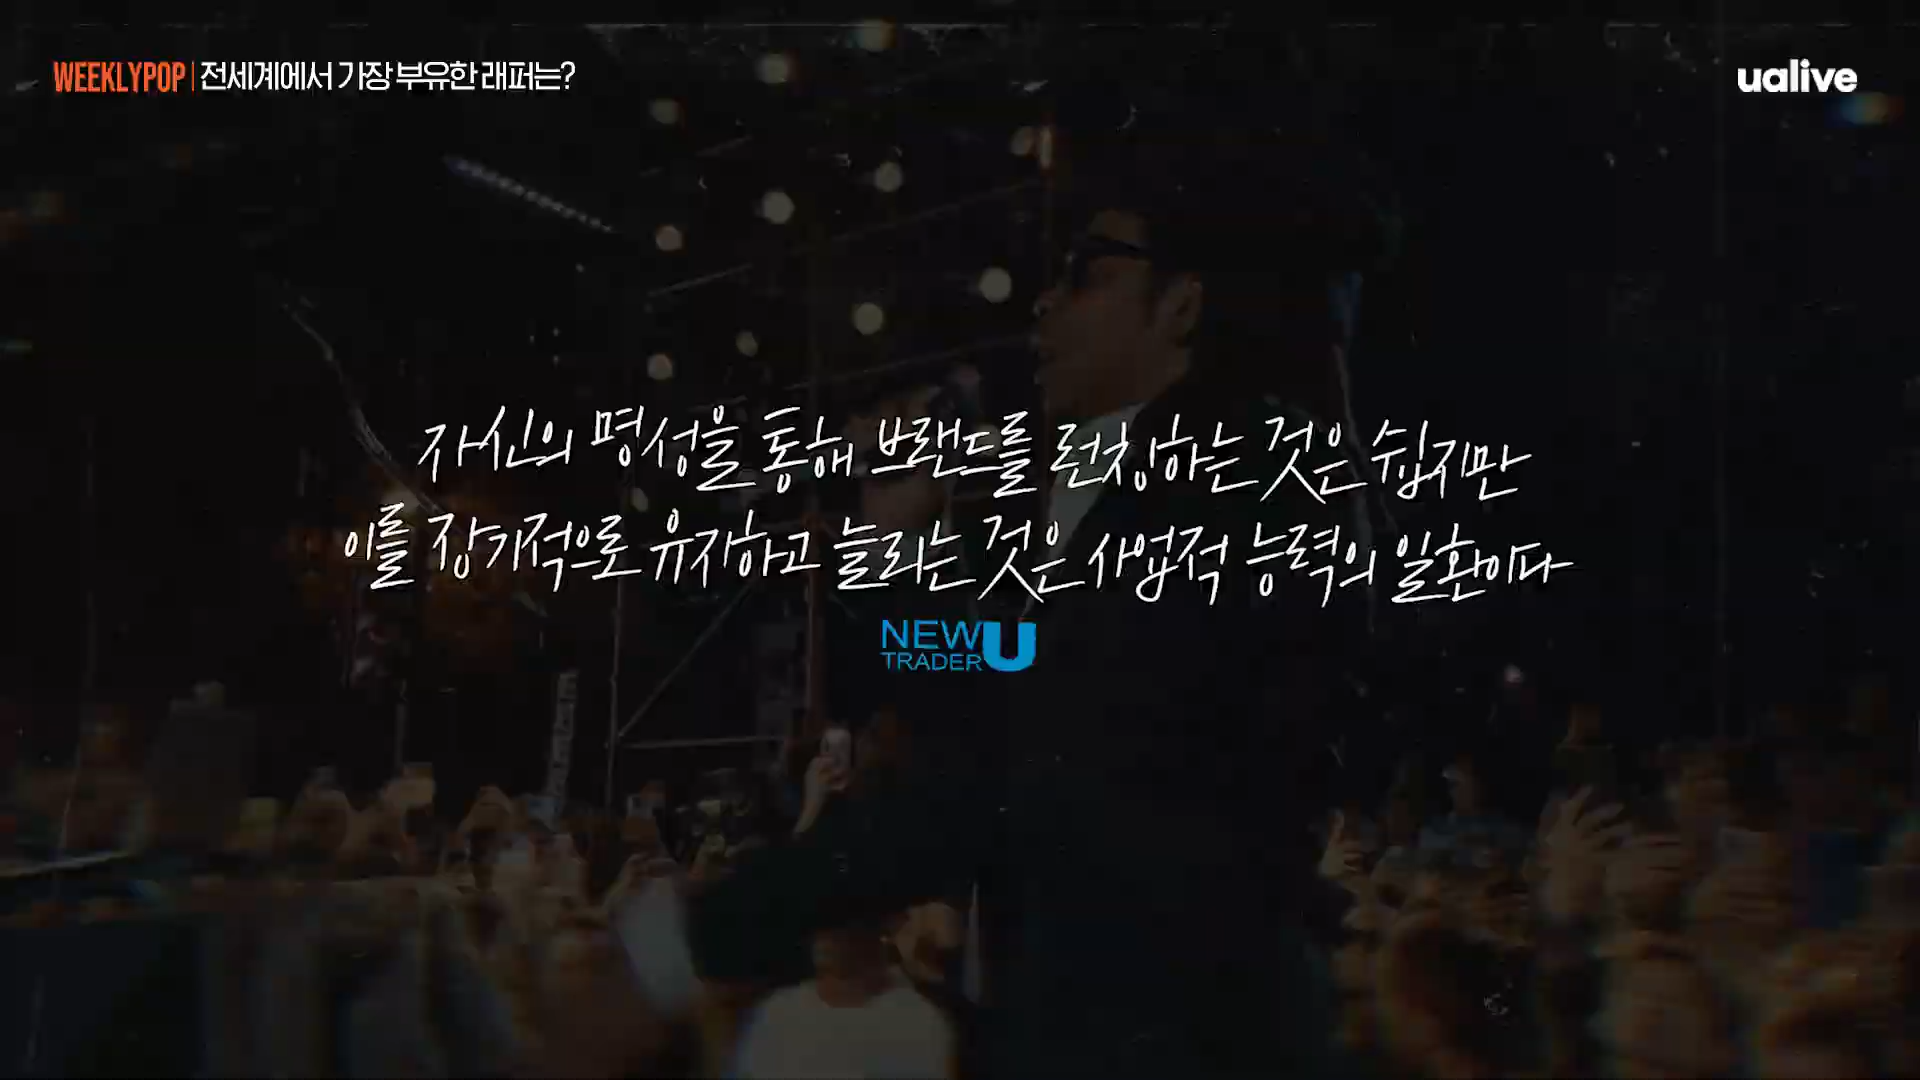 WEEKLYPOP | 전세계에서 가장 부유한 래퍼는?
ualive
자신의 명성을 통해 브랜드를 런칭하는 것은 쉽지만
이를 장기적으로 유지하고 늘리는 것은 사업적 능력의 일환이다
NEW TRADER U